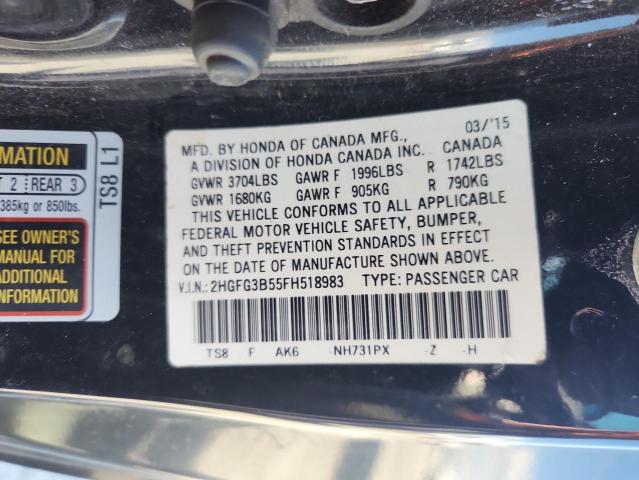 MATION
T 2 REAR 3
385kg or 850lbs.
SEE OWNER'S
MANUAL FOR
ADDITIONAL
INFORMATION
TS8 L1
03/'15
MFD. BY HONDA OF CANADA MFG.,
A DIVISION OF HONDA CANADA INC. CANADA
GVWR 3704LBS GAWR F 1996LBS R 1742LBS
GVWR 1680KG GAWR F 905KG R 790KG
THIS VEHICLE CONFORMS TO ALL APPLICABLE
FEDERAL MOTOR VEHICLE SAFETY, BUMPER,
AND THEFT PREVENTION STANDARDS IN EFFECT
ON THE DATE OF MANUFACTURE SHOWN ABOVE.
V.I.N.: 2HGFG3B55FH518983 TYPE: PASSENGER CAR
TS8 F AK6 -NH731PX -Z -H